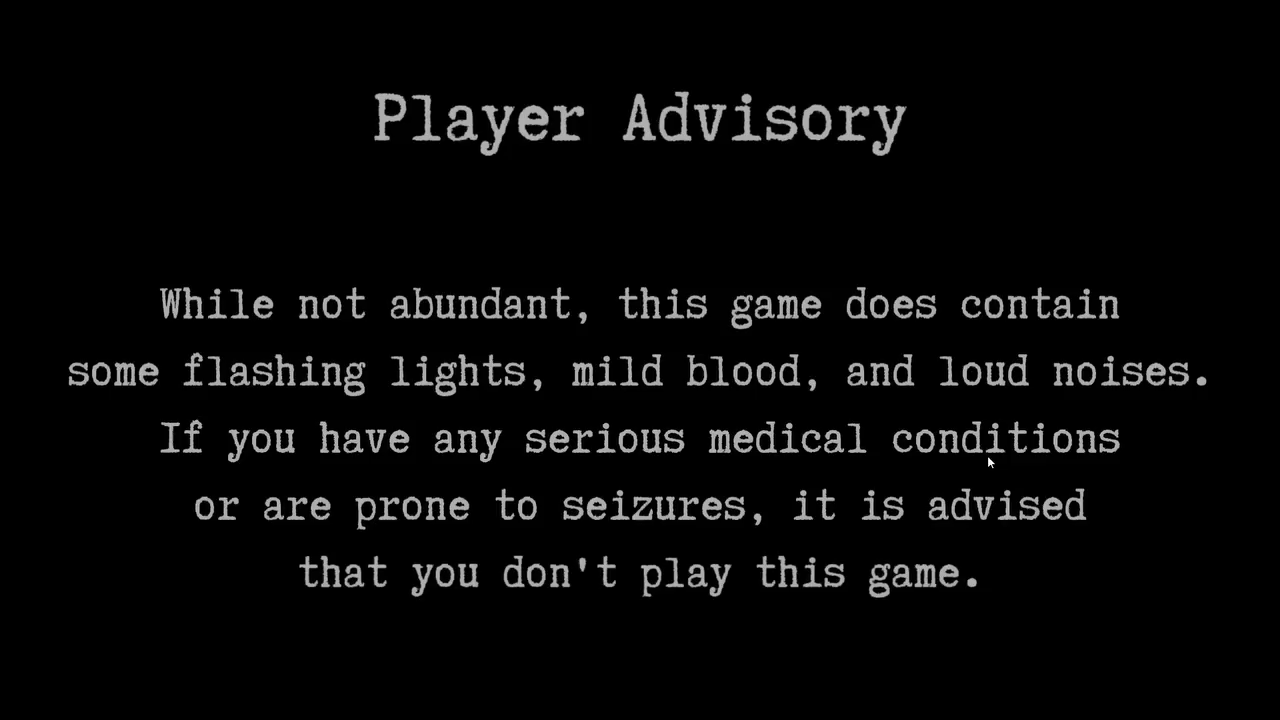 Player Advisory
While not abundant, this game does contain
some flashing lights, mild blood, and loud noises.
If you have any serious medical conditions
or are prone to seizures, it is advised
that you don't play this game.